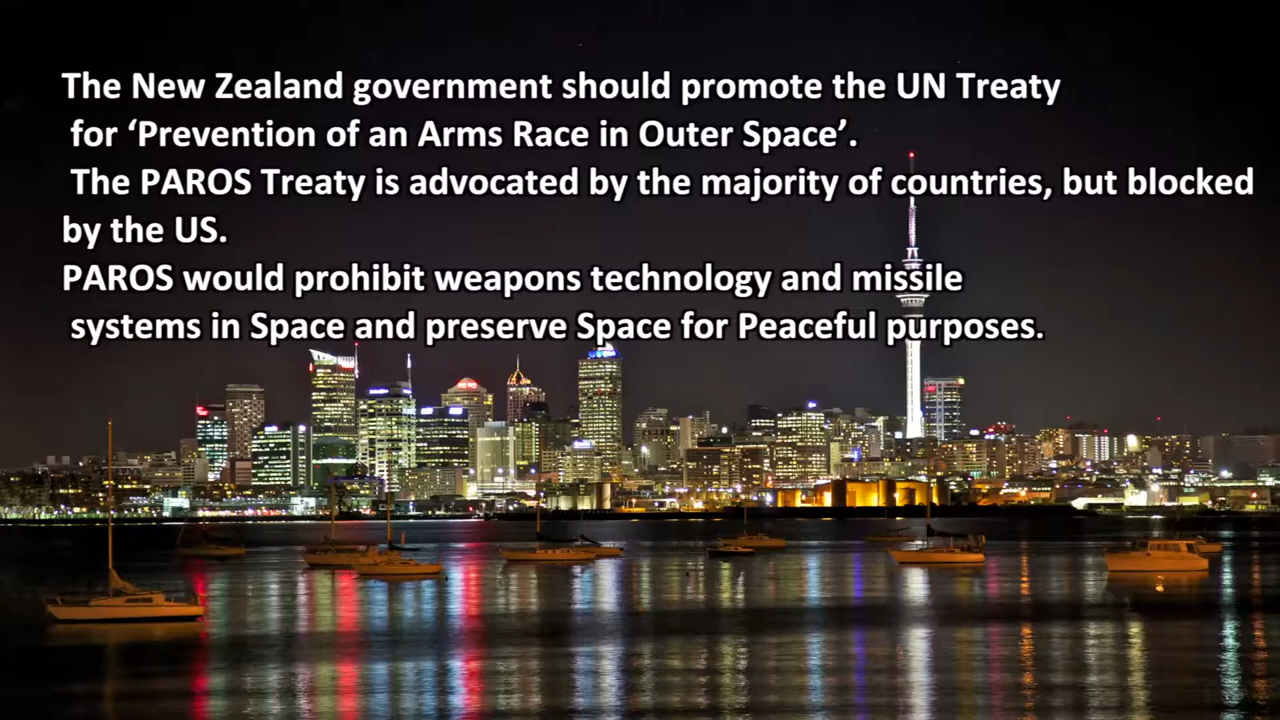 The New Zealand government should promote the UN Treaty
for ‘Prevention of an Arms Race in Outer Space’.
The PAROS Treaty is advocated by the majority of countries, but blocked
by the US.
PAROS would prohibit weapons technology and missile
systems in Space and preserve Space for Peaceful purposes.